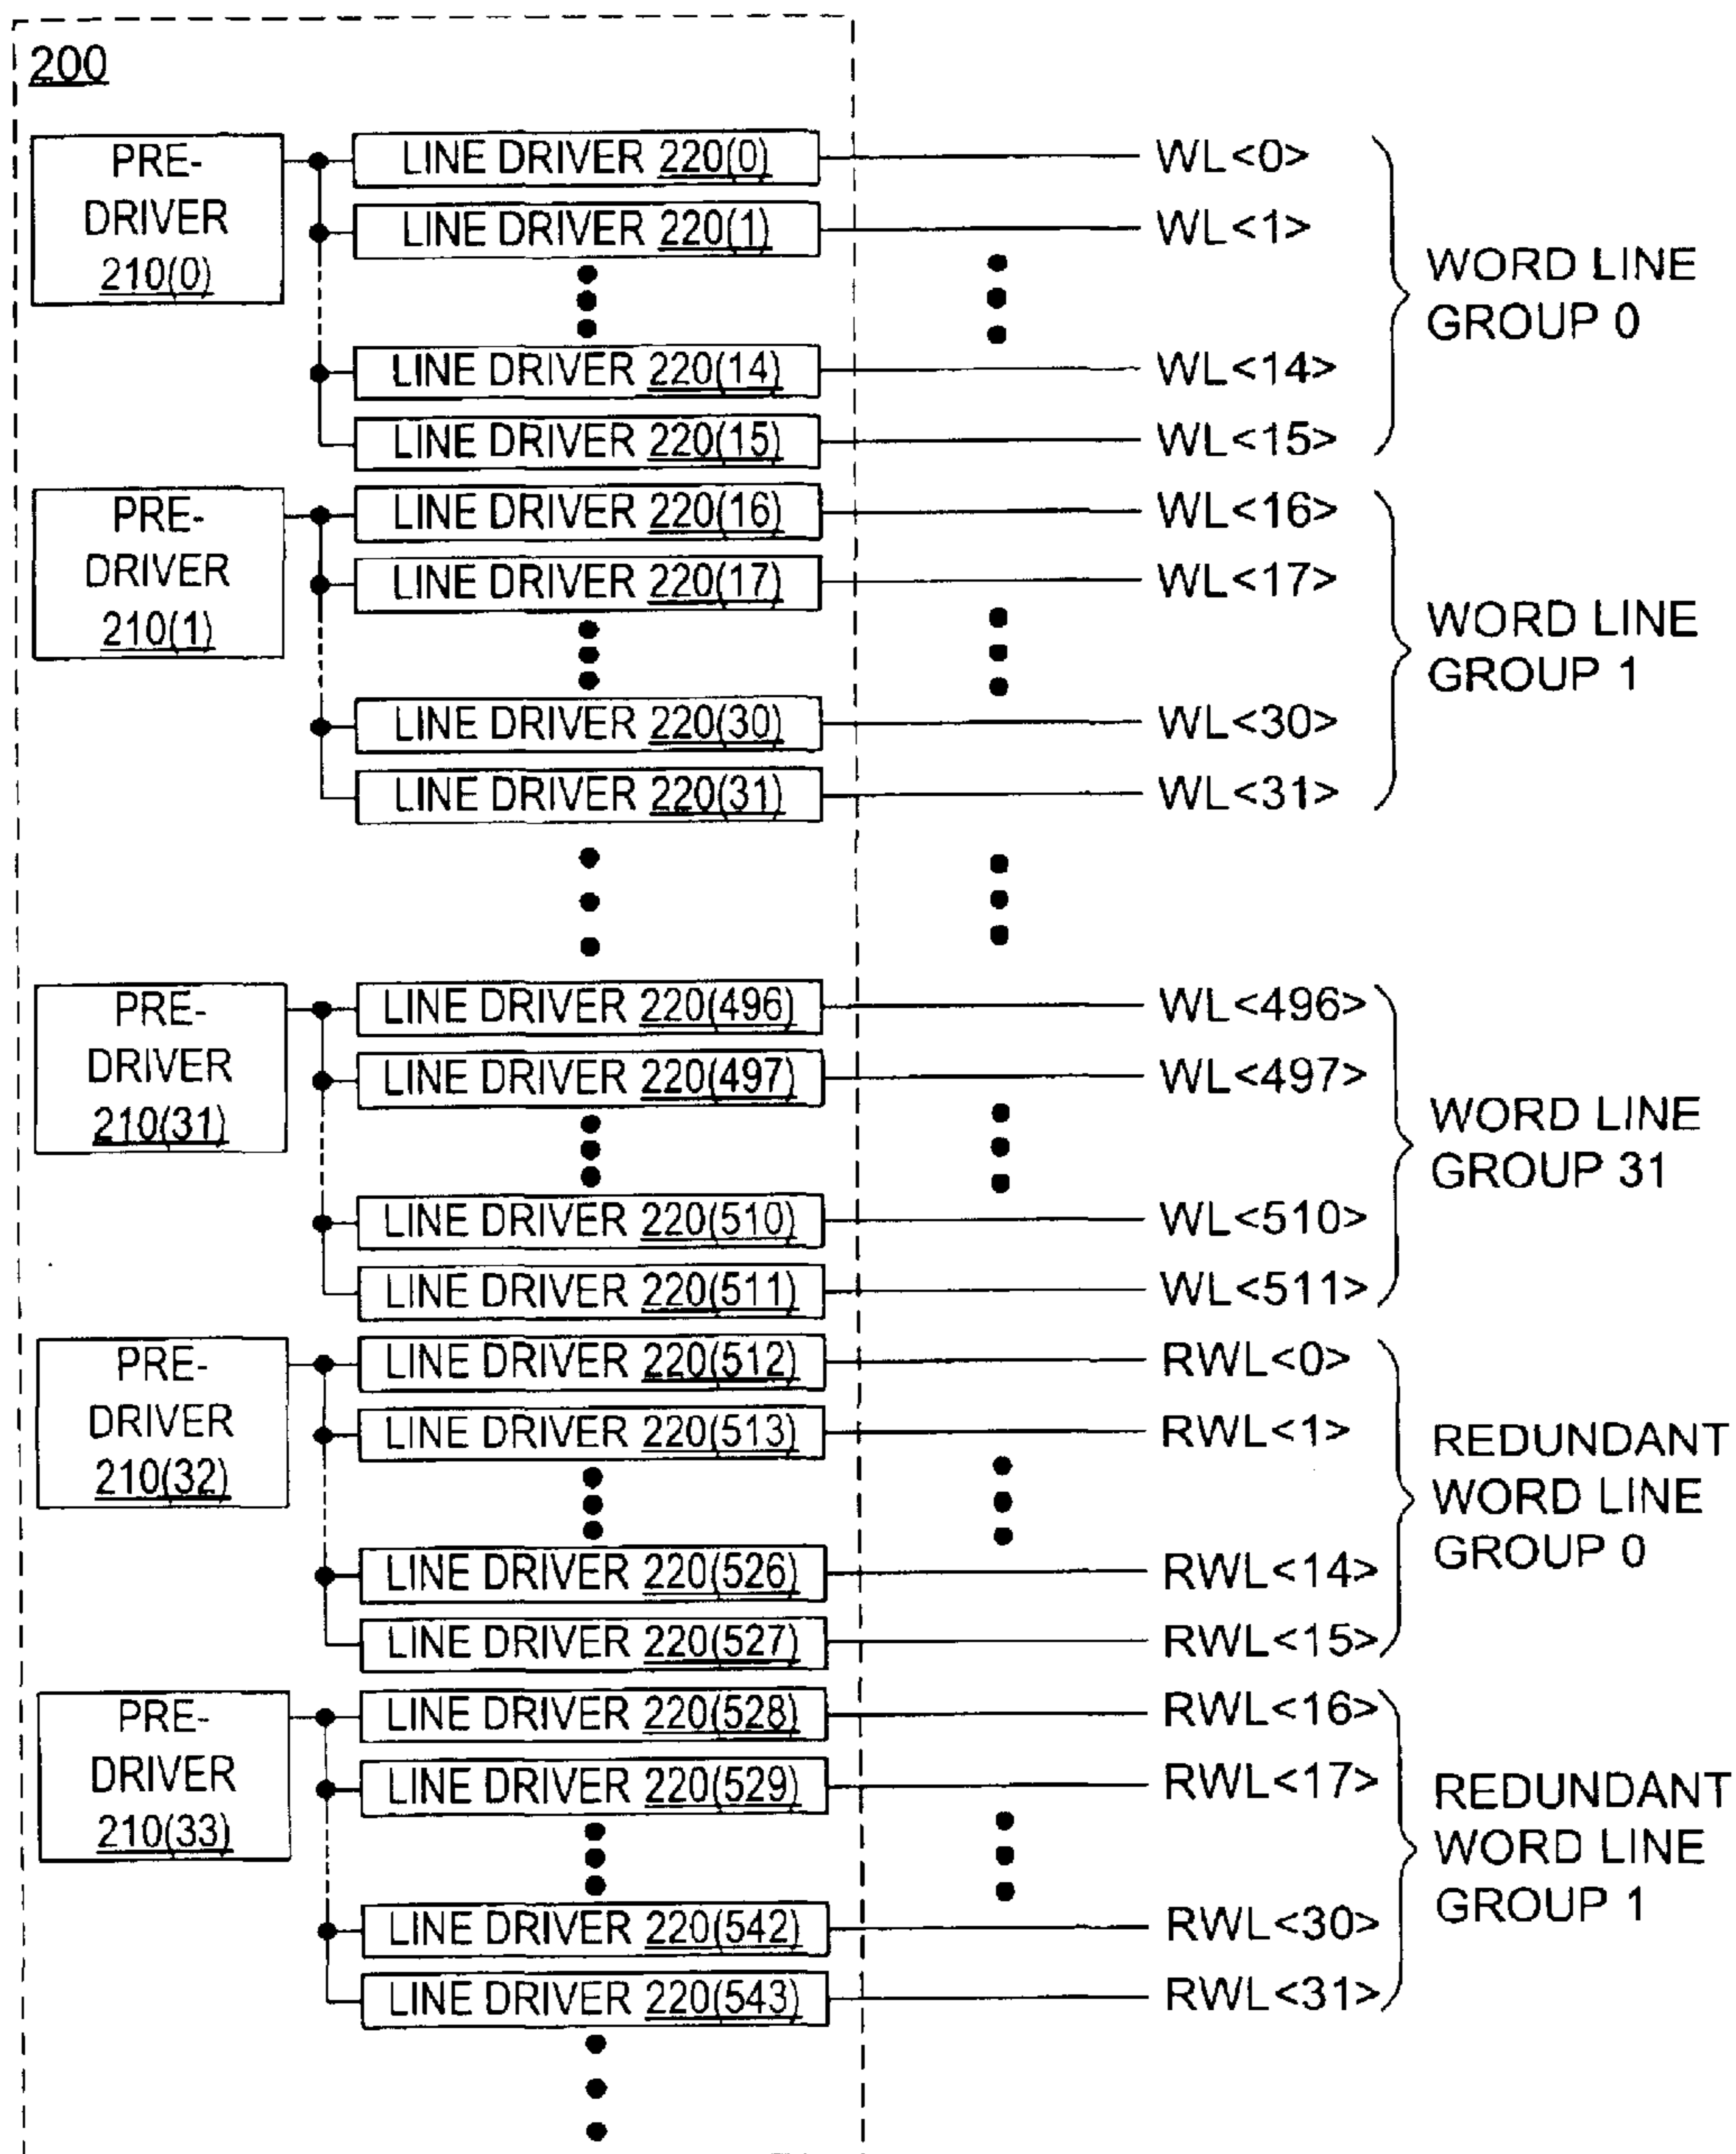 200
PRE-
DRIVER
210(0)
LINE DRIVER 220(0)
WL<0>
LINE DRIVER 220(1)
WL<1>
LINE DRIVER 220(14)
WL<14>
LINE DRIVER 220(15)
WL<15>
WORD LINE
GROUP 0
PRE-
DRIVER
210(1)
LINE DRIVER 220(16)
WL<16>
LINE DRIVER 220(17)
WL<17>
LINE DRIVER 220(30)
WL<30>
LINE DRIVER 220(31)
WL<31>
WORD LINE
GROUP 1
PRE-
DRIVER
210(31)
LINE DRIVER 220(496)
WL<496>
LINE DRIVER 220(497)
WL<497>
LINE DRIVER 220(510)
WL<510>
LINE DRIVER 220(511)
WL<511>
WORD LINE
GROUP 31
PRE-
DRIVER
210(32)
LINE DRIVER 220(512)
RWL<0>
LINE DRIVER 220(513)
RWL<1>
LINE DRIVER 220(526)
RWL<14>
LINE DRIVER 220(527)
RWL<15>
REDUNDANT
WORD LINE
GROUP 0
PRE-
DRIVER
210(33)
LINE DRIVER 220(528)
RWL<16>
LINE DRIVER 220(529)
RWL<17>
LINE DRIVER 220(542)
RWL<30>
LINE DRIVER 220(543)
RWL<31>
REDUNDANT
WORD LINE
GROUP 1